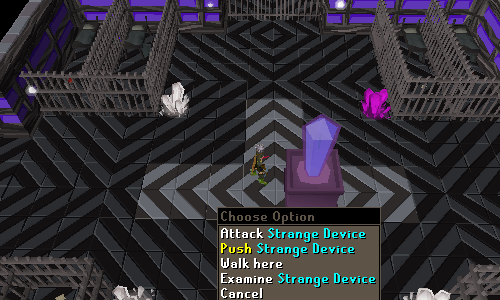 Choose Option
Attack Strange Device
Push Strange Device
Walk here
Examine Strange Device
Cancel